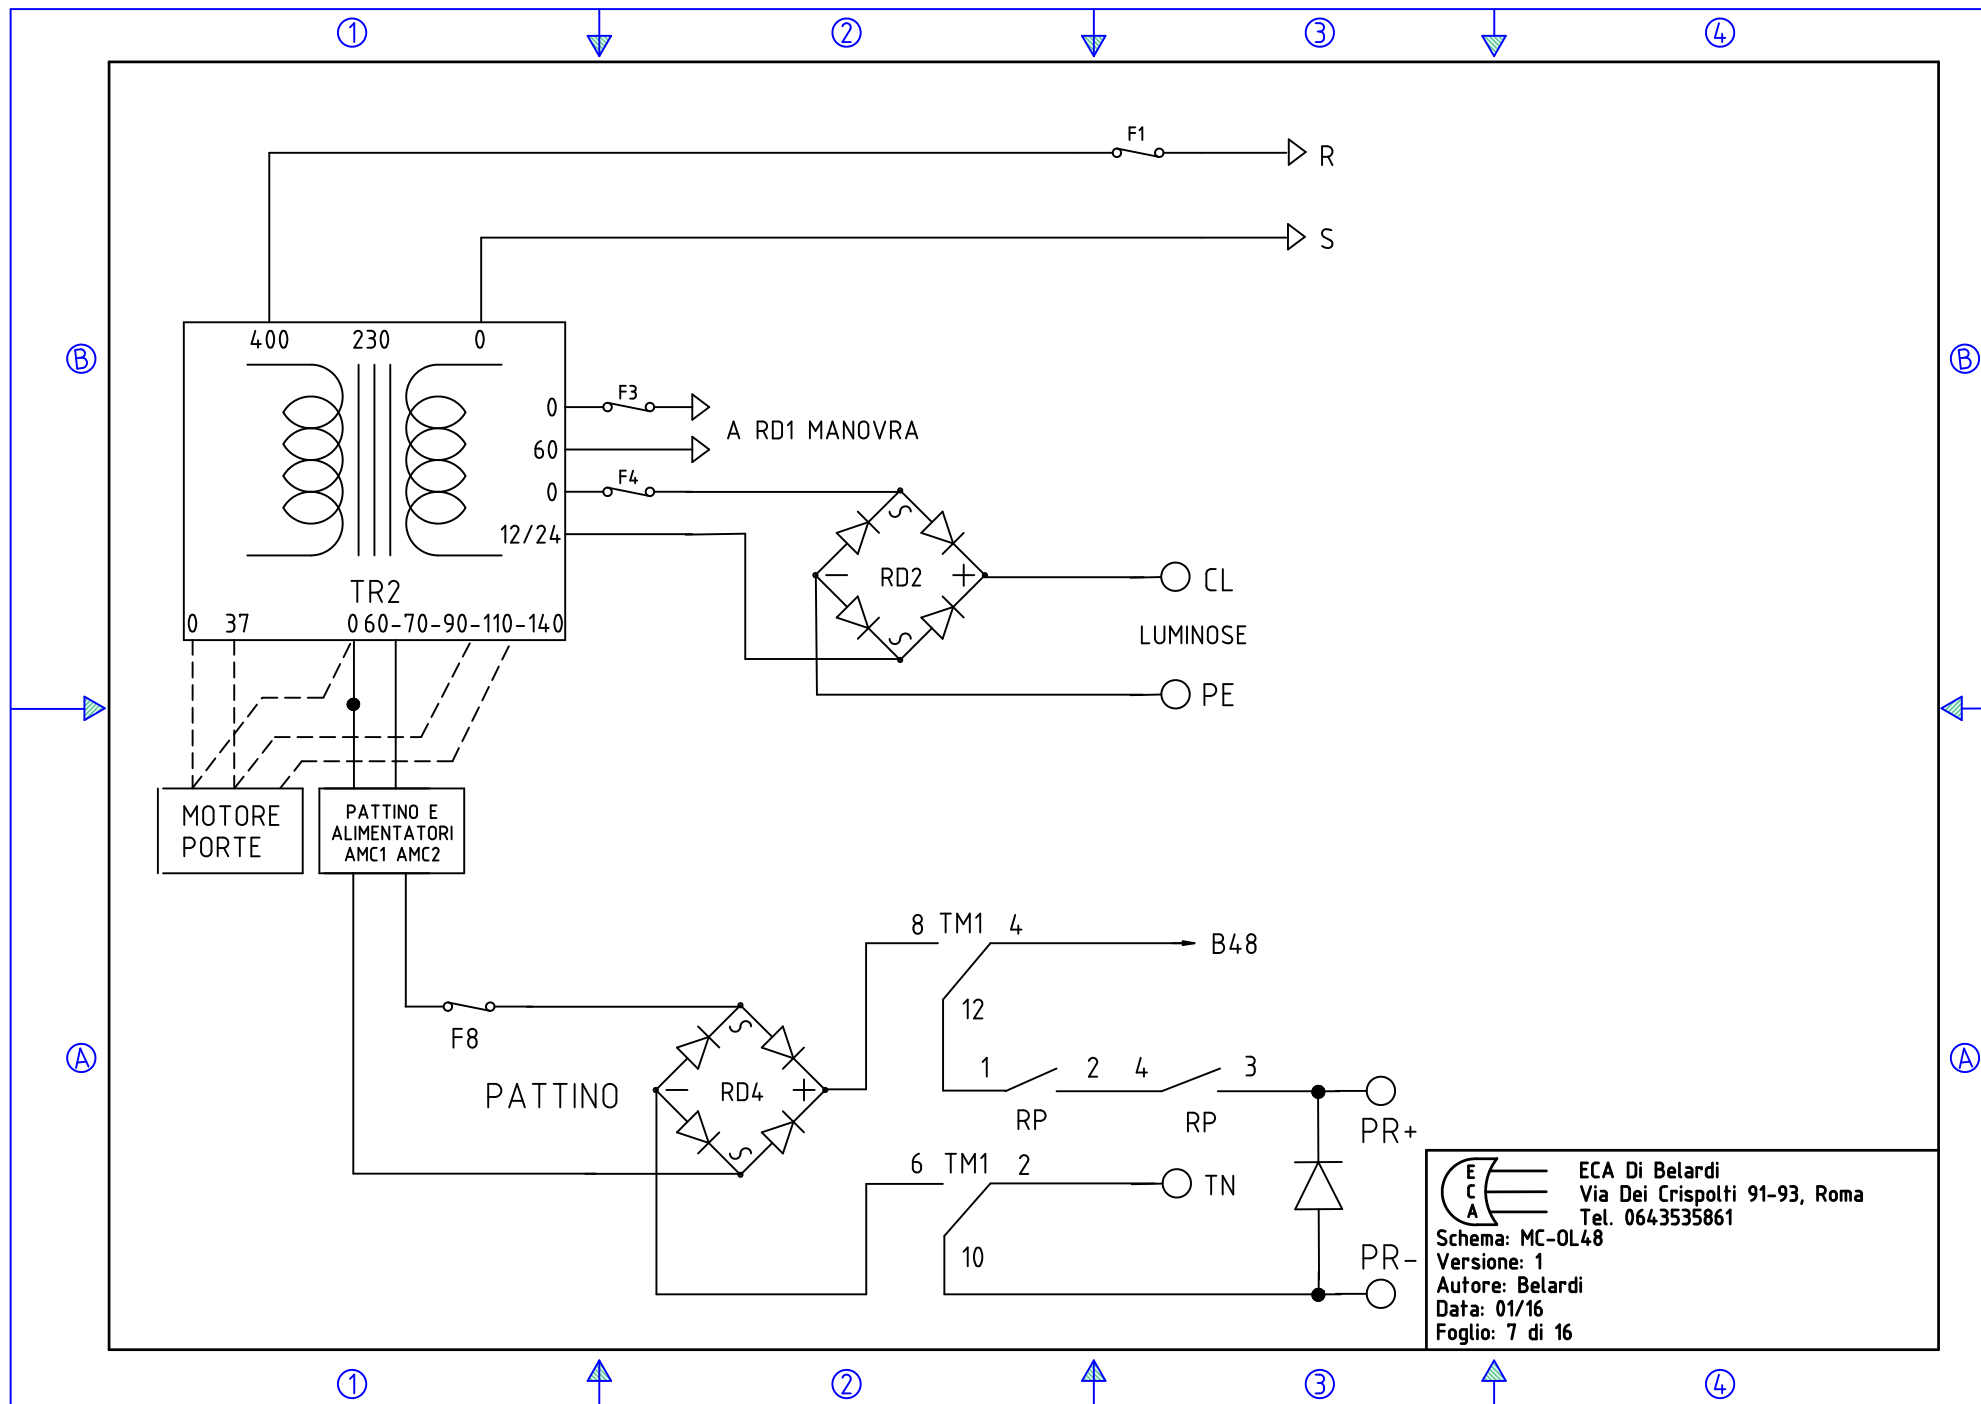 1 2 3 4
F1
R
S
B B
400 230 0
0 F3
A RD1 MANOVRA
60
0 F4
12/24
S
- RD2 +
S
CL
LUMINOSE
PE
TR2
0 37 0 60-70-90-110-140
MOTORE
PORTE
PATTINO E
ALIMENTATORI
AMC1 AMC2
8 TM1 4
B48
12
F8
S
PATTINO
- RD4 +
S
1 2 4 3
RP RP
PR+
6 TM1 2
TN
10
PR-
A A
E
C
A
ECA Di Belardi
Via Dei Crispolti 91-93, Roma
Tel. 0643535861
Schema: MC-OL48
Versione: 1
Autore: Belardi
Data: 01/16
Foglio: 7 di 16
1 2 3 4